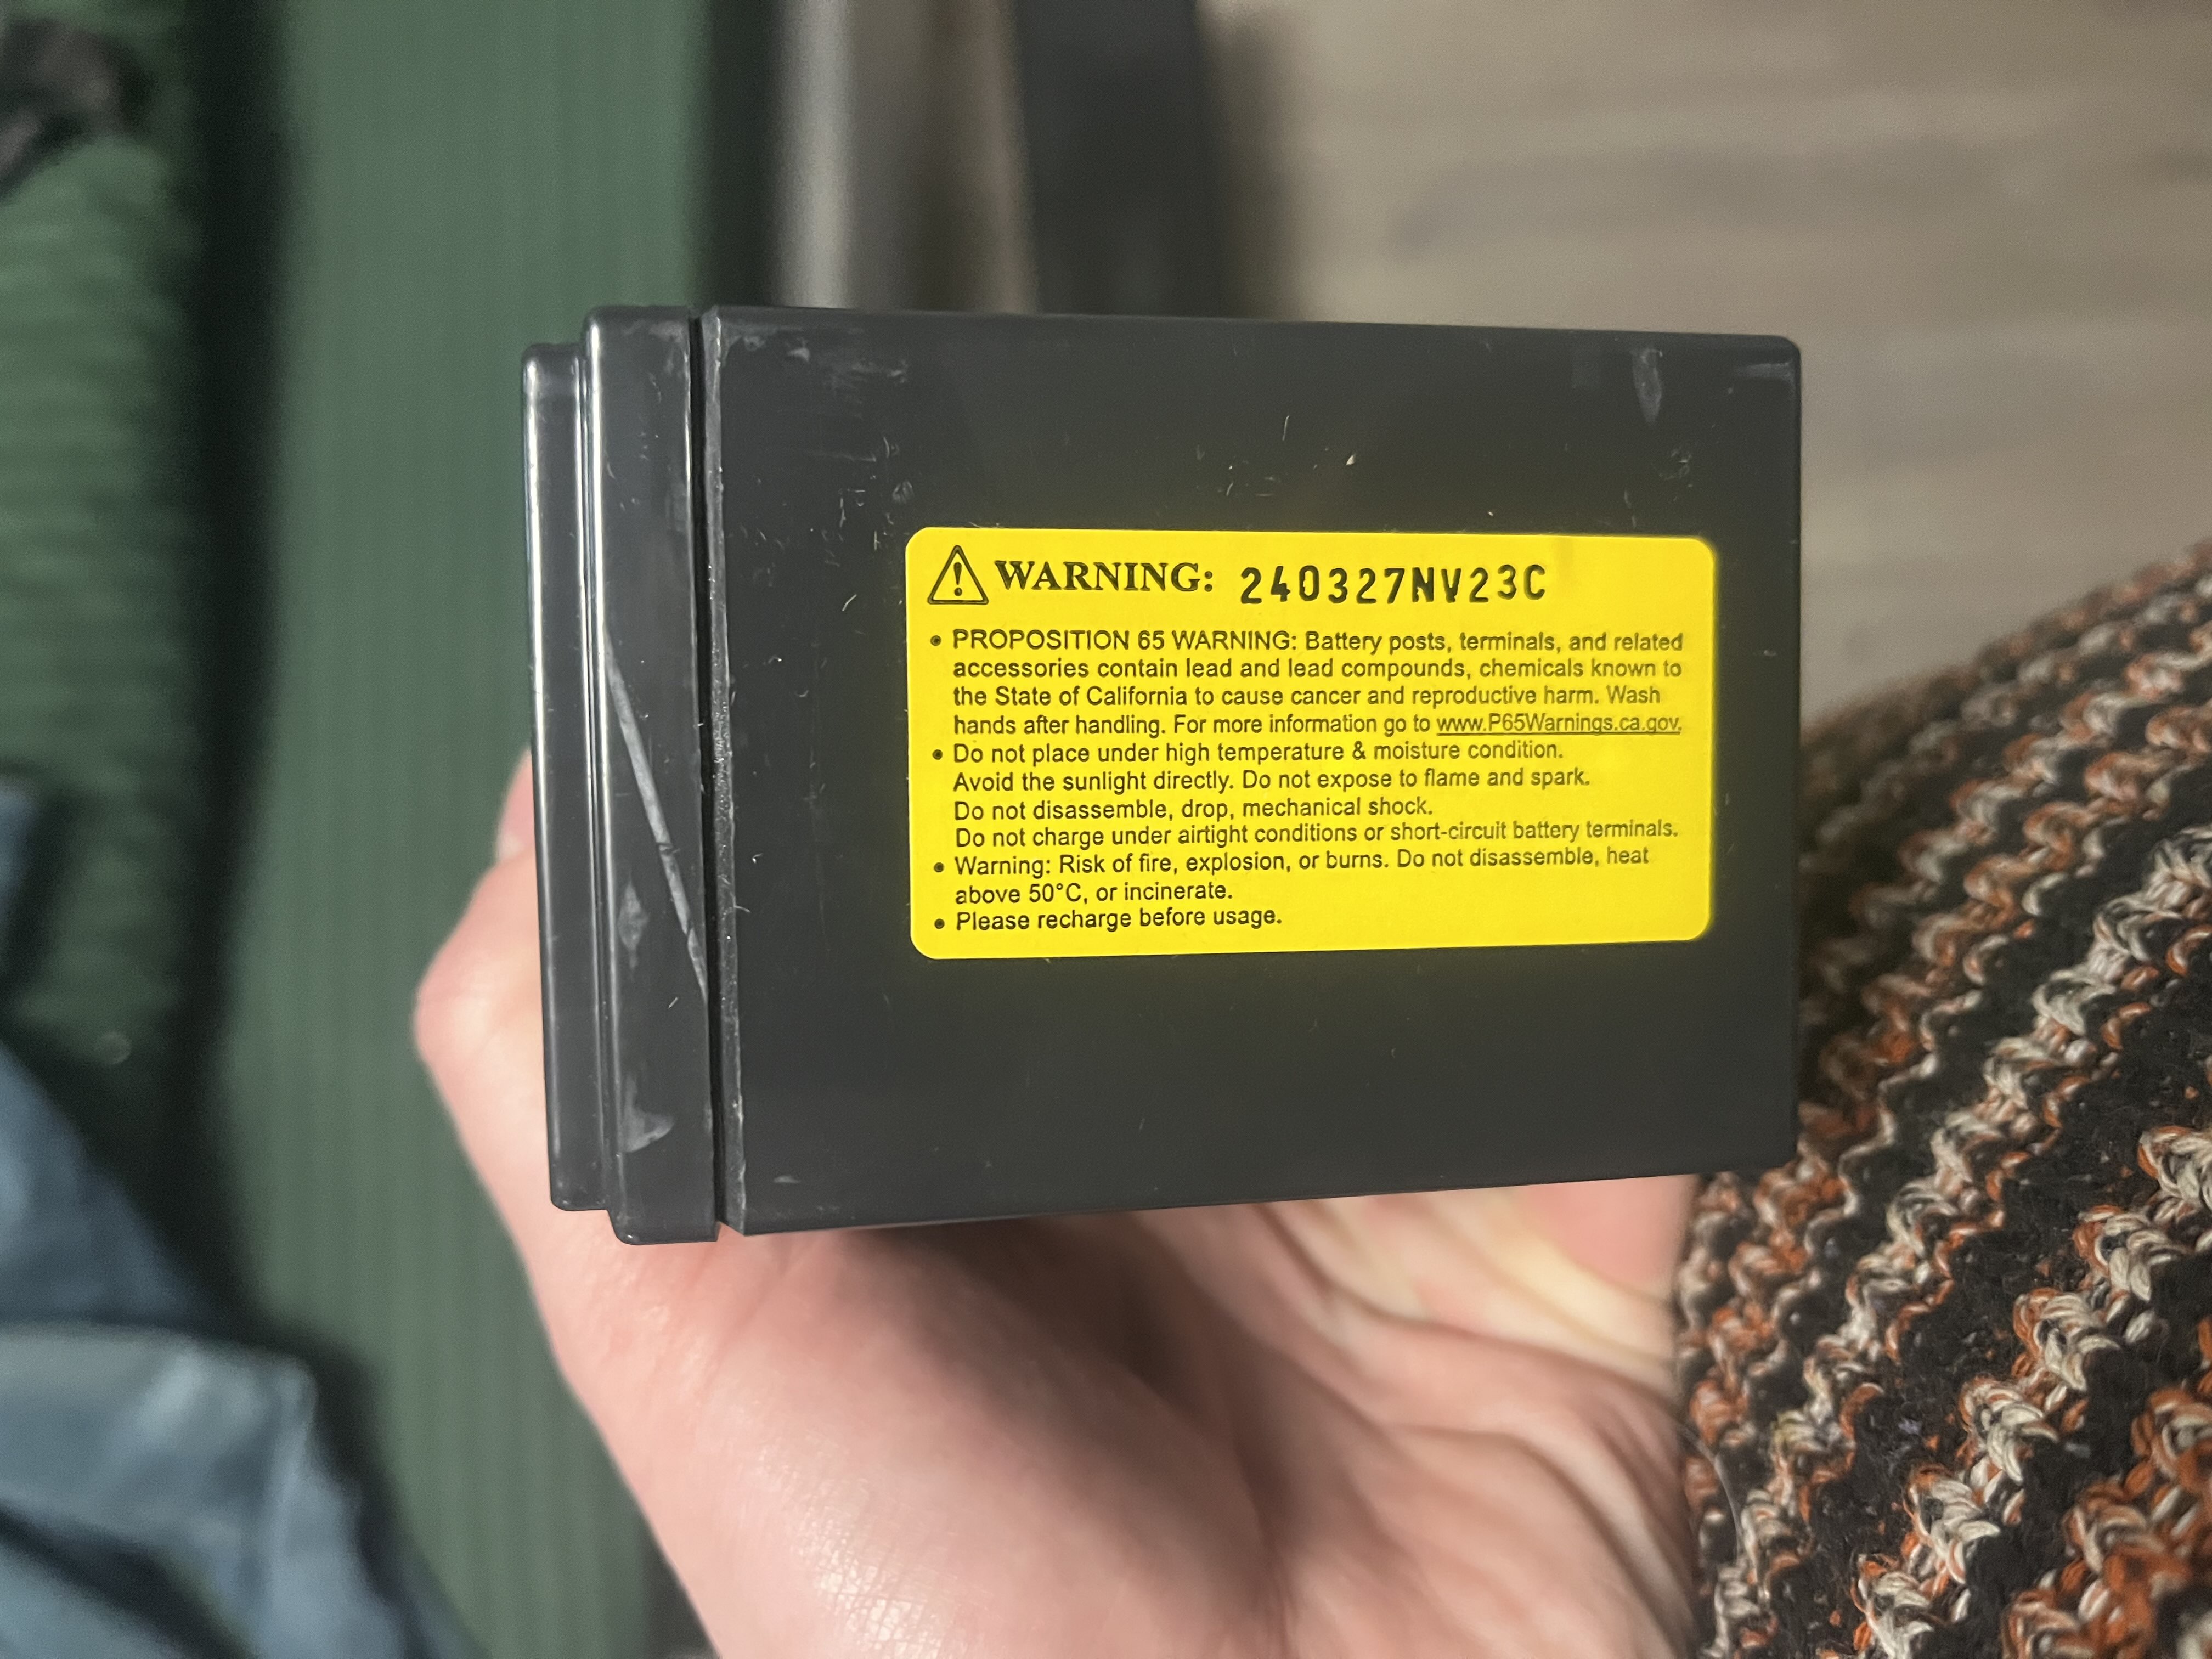 WARNING: 240327NV23C
• PROPOSITION 65 WARNING: Battery posts, terminals, and related
accessories contain lead and lead compounds, chemicals known to
the State of California to cause cancer and reproductive harm. Wash
hands after handling. For more information go to www.P65Warnings.ca.gov.
• Do not place under high temperature & moisture condition.
Avoid the sunlight directly. Do not expose to flame and spark.
Do not disassemble, drop, mechanical shock.
Do not charge under airtight conditions or short-circuit battery terminals.
• Warning: Risk of fire, explosion, or burns. Do not disassemble, heat
above 50°C, or incinerate.
• Please recharge before usage.